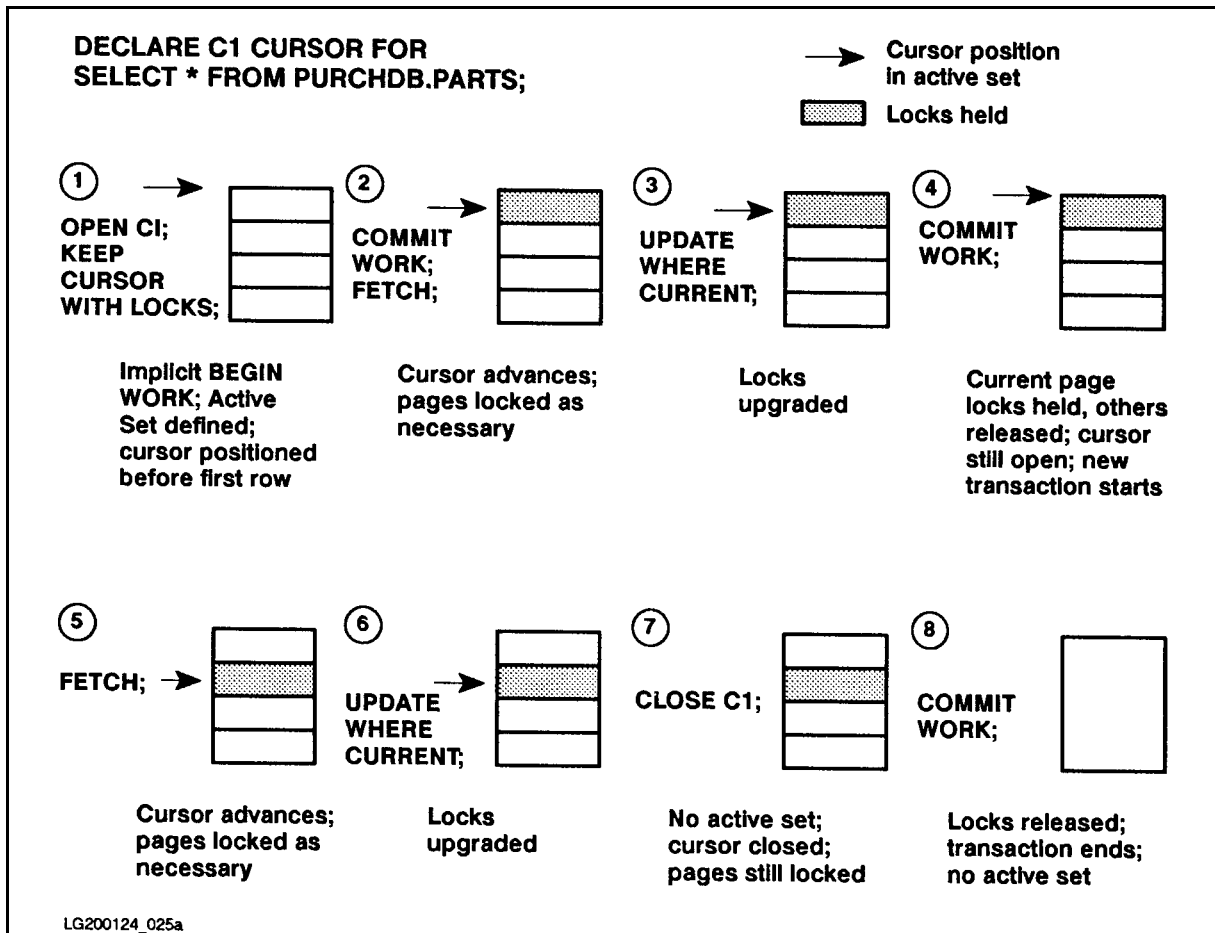 DECLARE C1 CURSOR FOR
SELECT * FROM PURCHDB.PARTS;
Cursor position
in active set
Locks held
1
OPEN CI;
KEEP
CURSOR
WITH LOCKS;
Implicit BEGIN
WORK; Active
Set defined;
cursor positioned
before first row
2
COMMIT
WORK;
FETCH;
Cursor advances;
pages locked as
necessary
3
UPDATE
WHERE
CURRENT;
Locks
upgraded
4
COMMIT
WORK;
Current page
locks held, others
released; cursor
still open; new
transaction starts
5
FETCH;
Cursor advances;
pages locked as
necessary
6
UPDATE
WHERE
CURRENT;
Locks
upgraded
7
CLOSE C1;
No active set;
cursor closed;
pages still locked
8
COMMIT
WORK;
Locks released;
transaction ends;
no active set
LG200124_025a